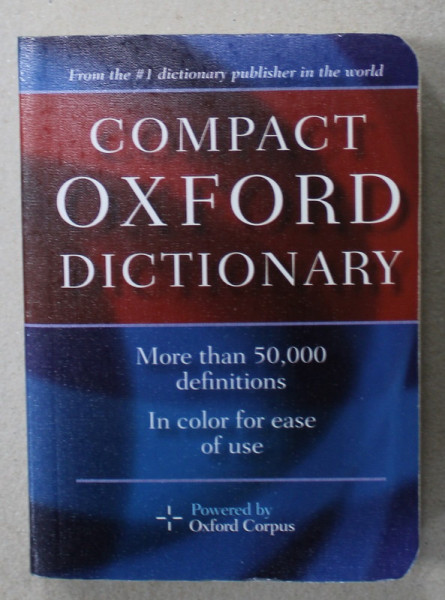 From the #1 dictionary publisher in the world
COMPACT
OXFORD
DICTIONARY
More than 50,000
definitions
In color for ease
of use
Powered by
Oxford Corpus